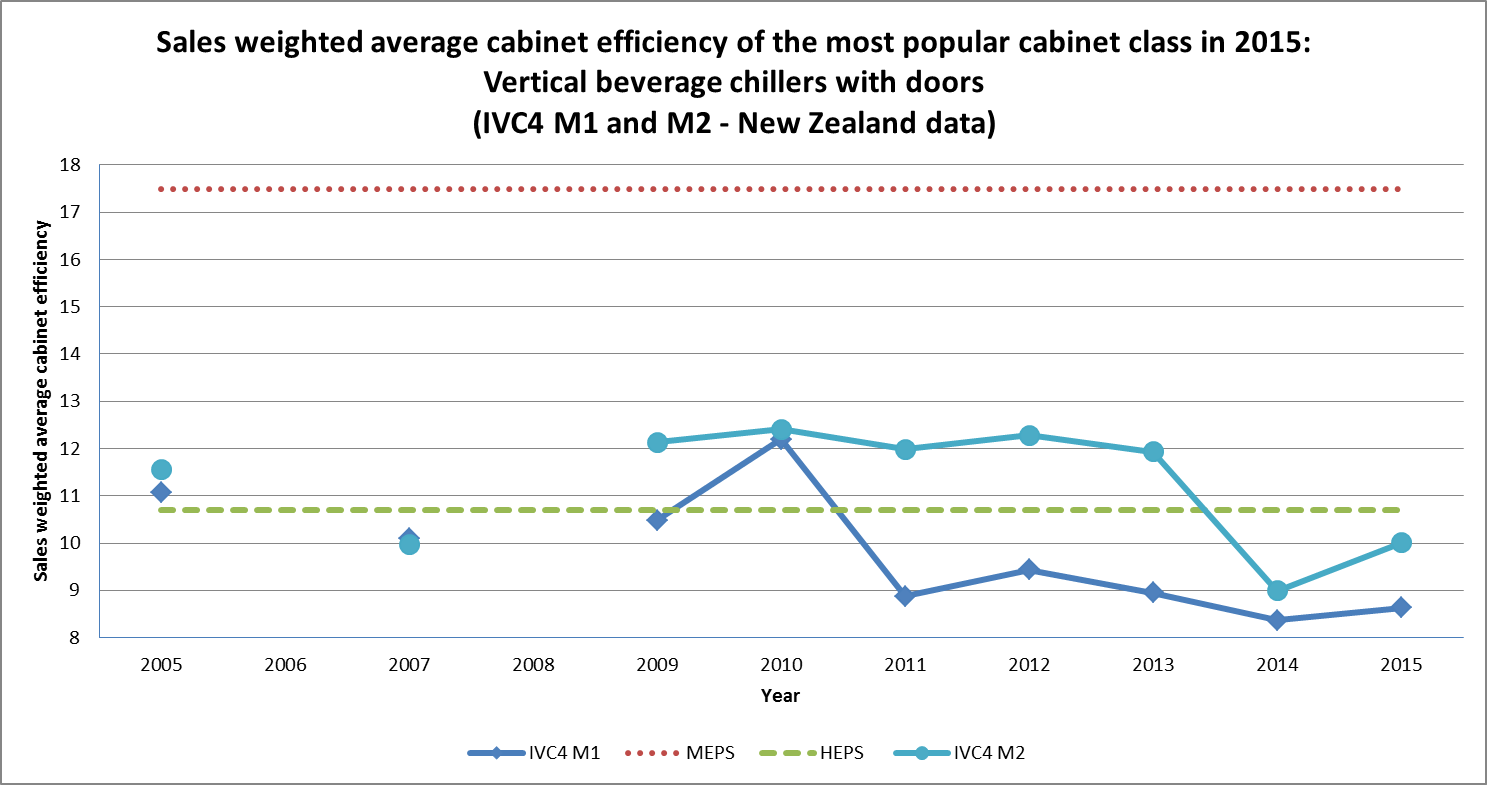 Sales weighted average cabinet efficiency of the most popular cabinet class in 2015:
Vertical beverage chillers with doors
(IVC4 M1 and M2 - New Zealand data)
Sales weighted average cabinet efficiency
18
17
16
15
14
13
12
11
10
9
8
2005 2006 2007 2008 2009 2010 2011 2012 2013 2014 2015
Year
IVC4 M1 MEPS HEPS IVC4 M2